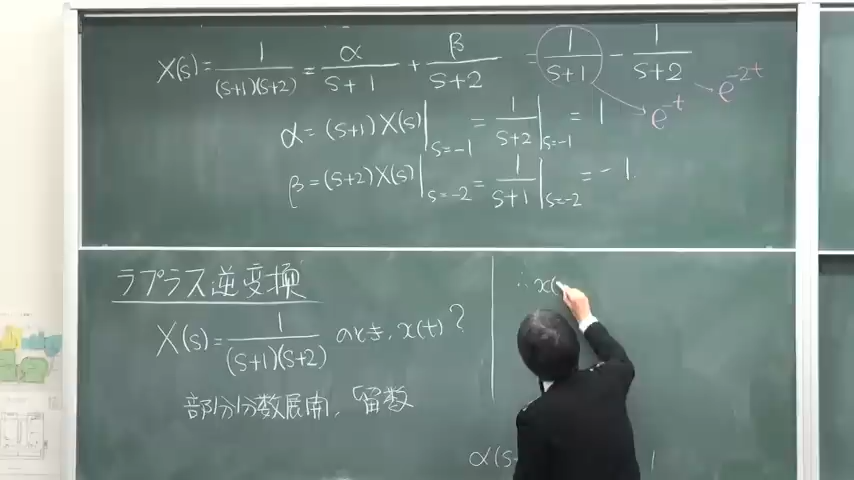 X(s) = 1/((s+1)(s+2)) = α/(s+1) + β/(s+2) = 1/(s+1) − 1/(s+2)
e^{-t}
e^{-2t}
α = (s+1) X(s)|_{s=-1} = 1/(s+2)|_{s=-1} = 1
β = (s+2) X(s)|_{s=-2} = 1/(s+1)|_{s=-2} = -1.
ラプラス逆変換
X(s) = 1/((s+1)(s+2)) のとき, x(t)?
部分分数展開, 留数
∴ x(
α(s
1